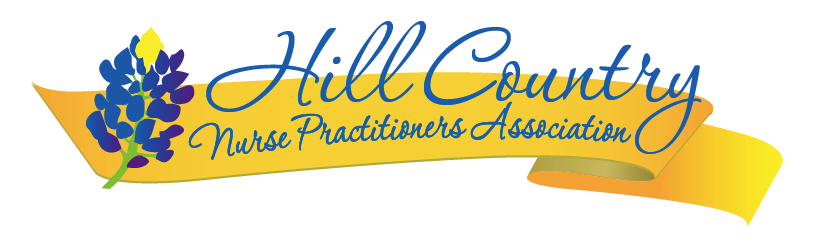 Hill Country
Nurse Practitioners Association